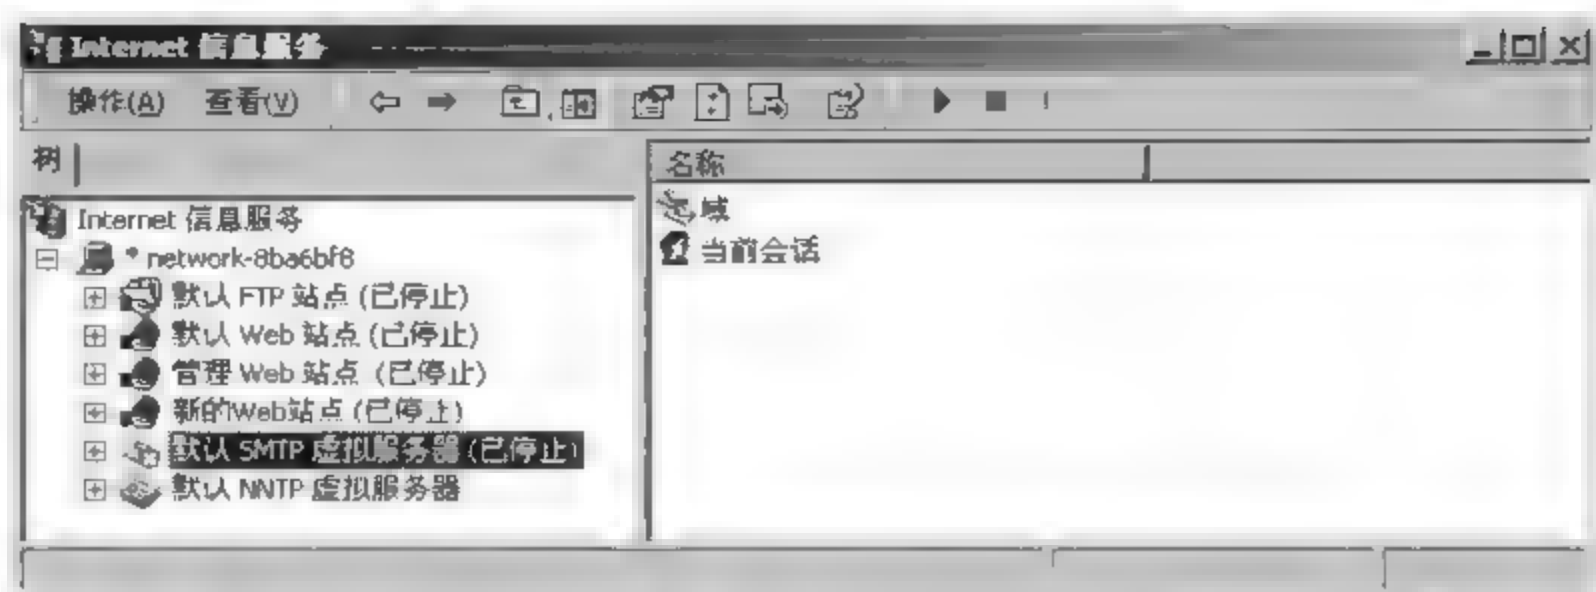 Internet 信息服务
操作(A) 查看(V)
树
名称
Internet 信息服务
* network-8ba6bf8
默认 FTP 站点 (已停止)
默认 Web 站点 (已停止)
管理 Web 站点 (已停止)
新的Web站点 (已停止)
默认 SMTP 虚拟服务器 (已停止)
默认 NNTP 虚拟服务器
域
当前会话